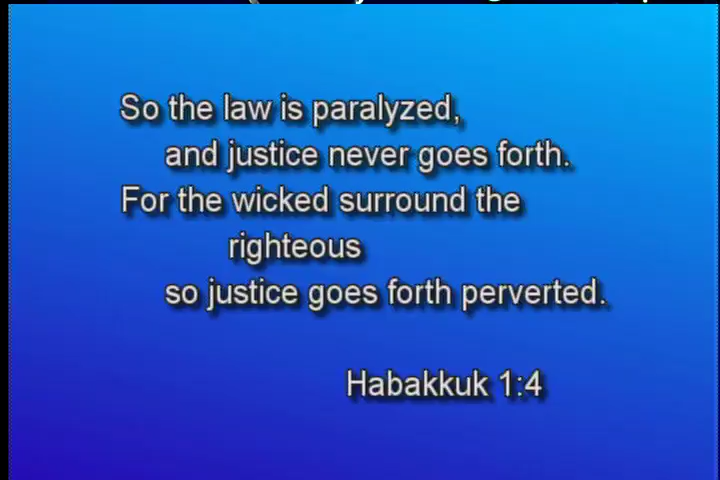 So the law is paralyzed,
and justice never goes forth.
For the wicked surround the
righteous
so justice goes forth perverted.
Habakkuk 1:4